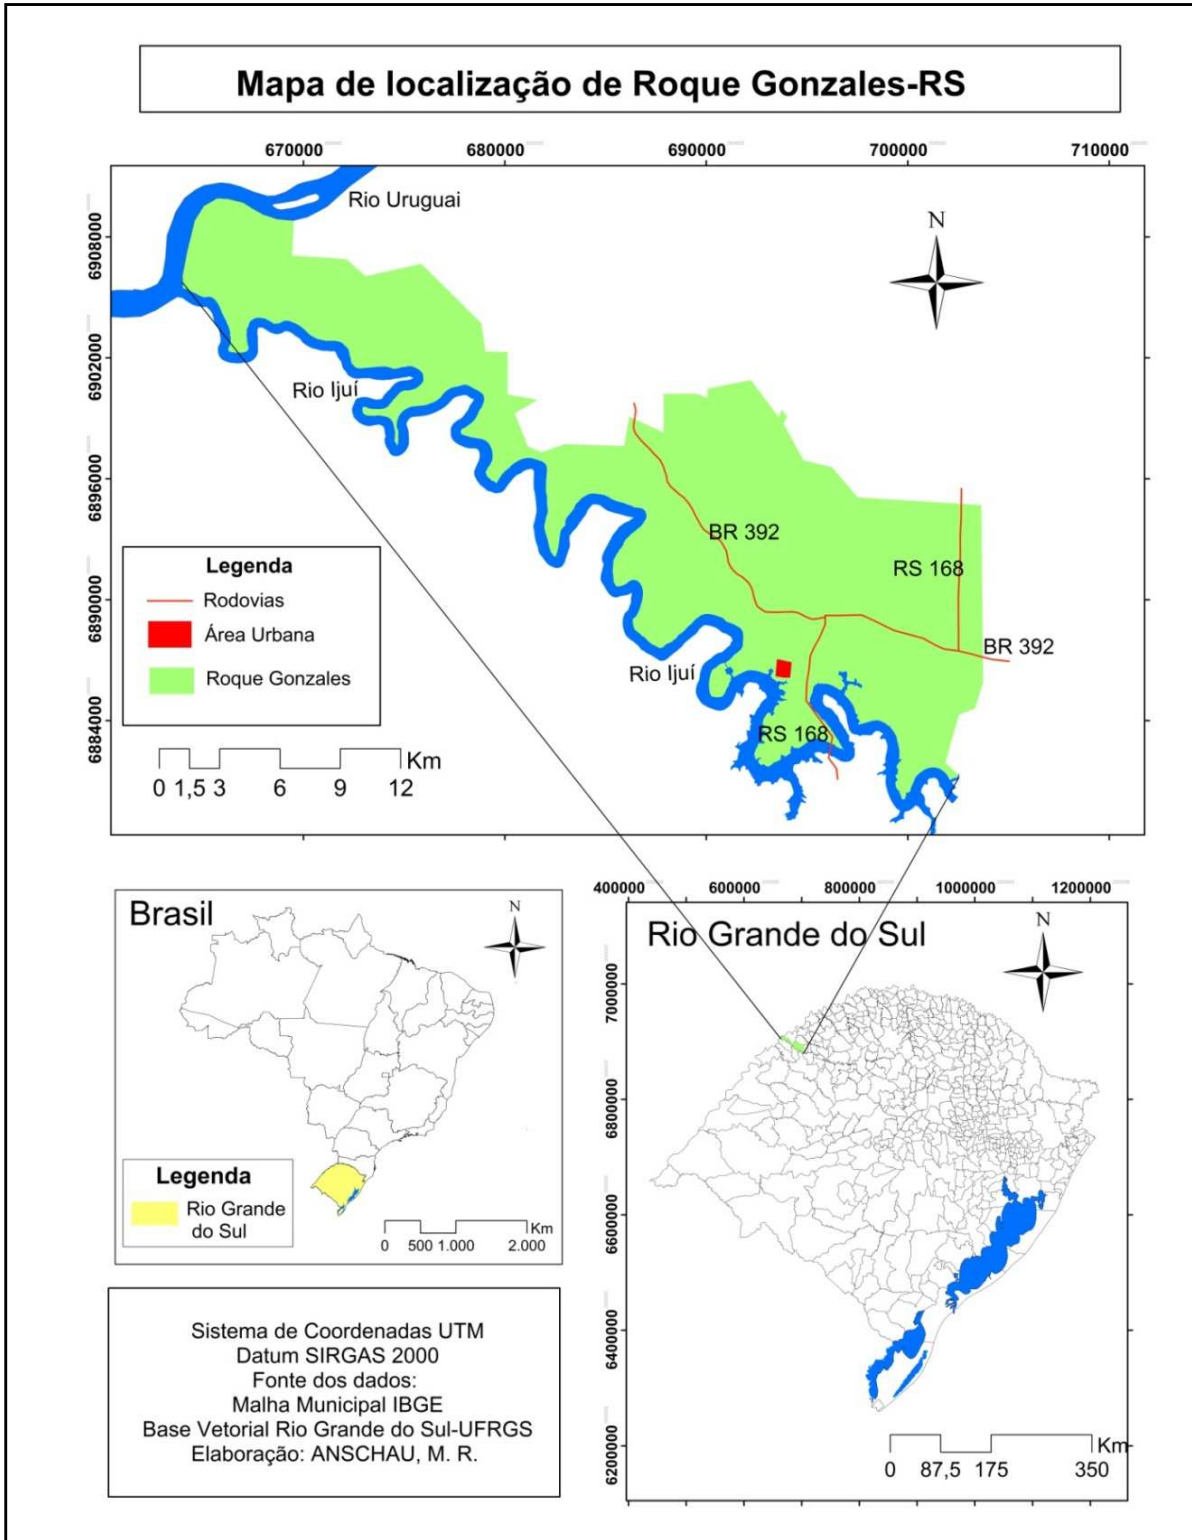 Mapa de localização de Roque Gonzales-RS
670000 680000 690000 700000 710000
6908000
6902000
6896000
6890000
6884000
Rio Uruguai
N
Rio Ijuí
BR 392
RS 168
BR 392
Rio Ijuí
RS 168
Legenda
Rodovias
Área Urbana
Roque Gonzales
Km
0 1,5 3 6 9 12
Brasil
N
Legenda
Rio Grande
do Sul
Km
0 500 1.000 2.000
400000 600000 800000 1000000 1200000
Rio Grande do Sul
N
7000000
6800000
6600000
6400000
6200000
Km
0 87,5 175 350
Sistema de Coordenadas UTM
Datum SIRGAS 2000
Fonte dos dados:
Malha Municipal IBGE
Base Vetorial Rio Grande do Sul-UFRGS
Elaboração: ANSCHAU, M. R.